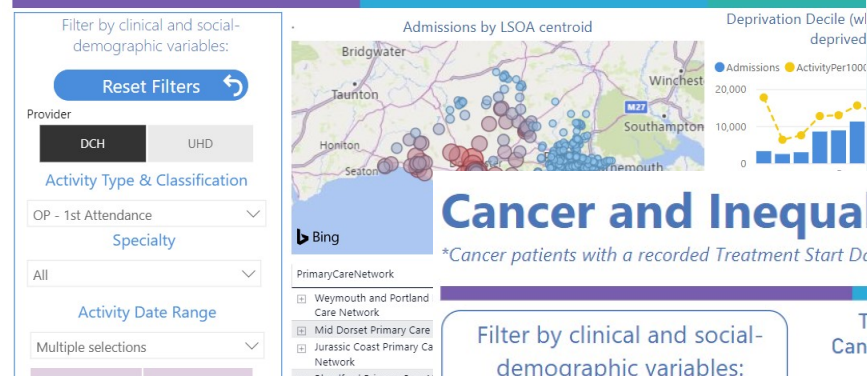 Filter by clinical and social-
demographic variables:
Reset Filters
Provider
DCH
UHD
Activity Type & Classification
OP - 1st Attendance
Specialty
All
Activity Date Range
Multiple selections
Admissions by LSOA centroid
Bridgwater
Taunton
Honiton
Seaton
M27
Southampton
Bing
PrimaryCareNetwork
Weymouth and Portland
Care Network
Mid Dorset Primary Care
Jurassic Coast Primary Ca
Network
Deprivation Decile (w
deprived
Admissions
ActivityPer1000
20,000
10,000
0
Cancer and Inequal
*Cancer patients with a recorded Treatment Start Da
Filter by clinical and social-
demographic variables:
Can